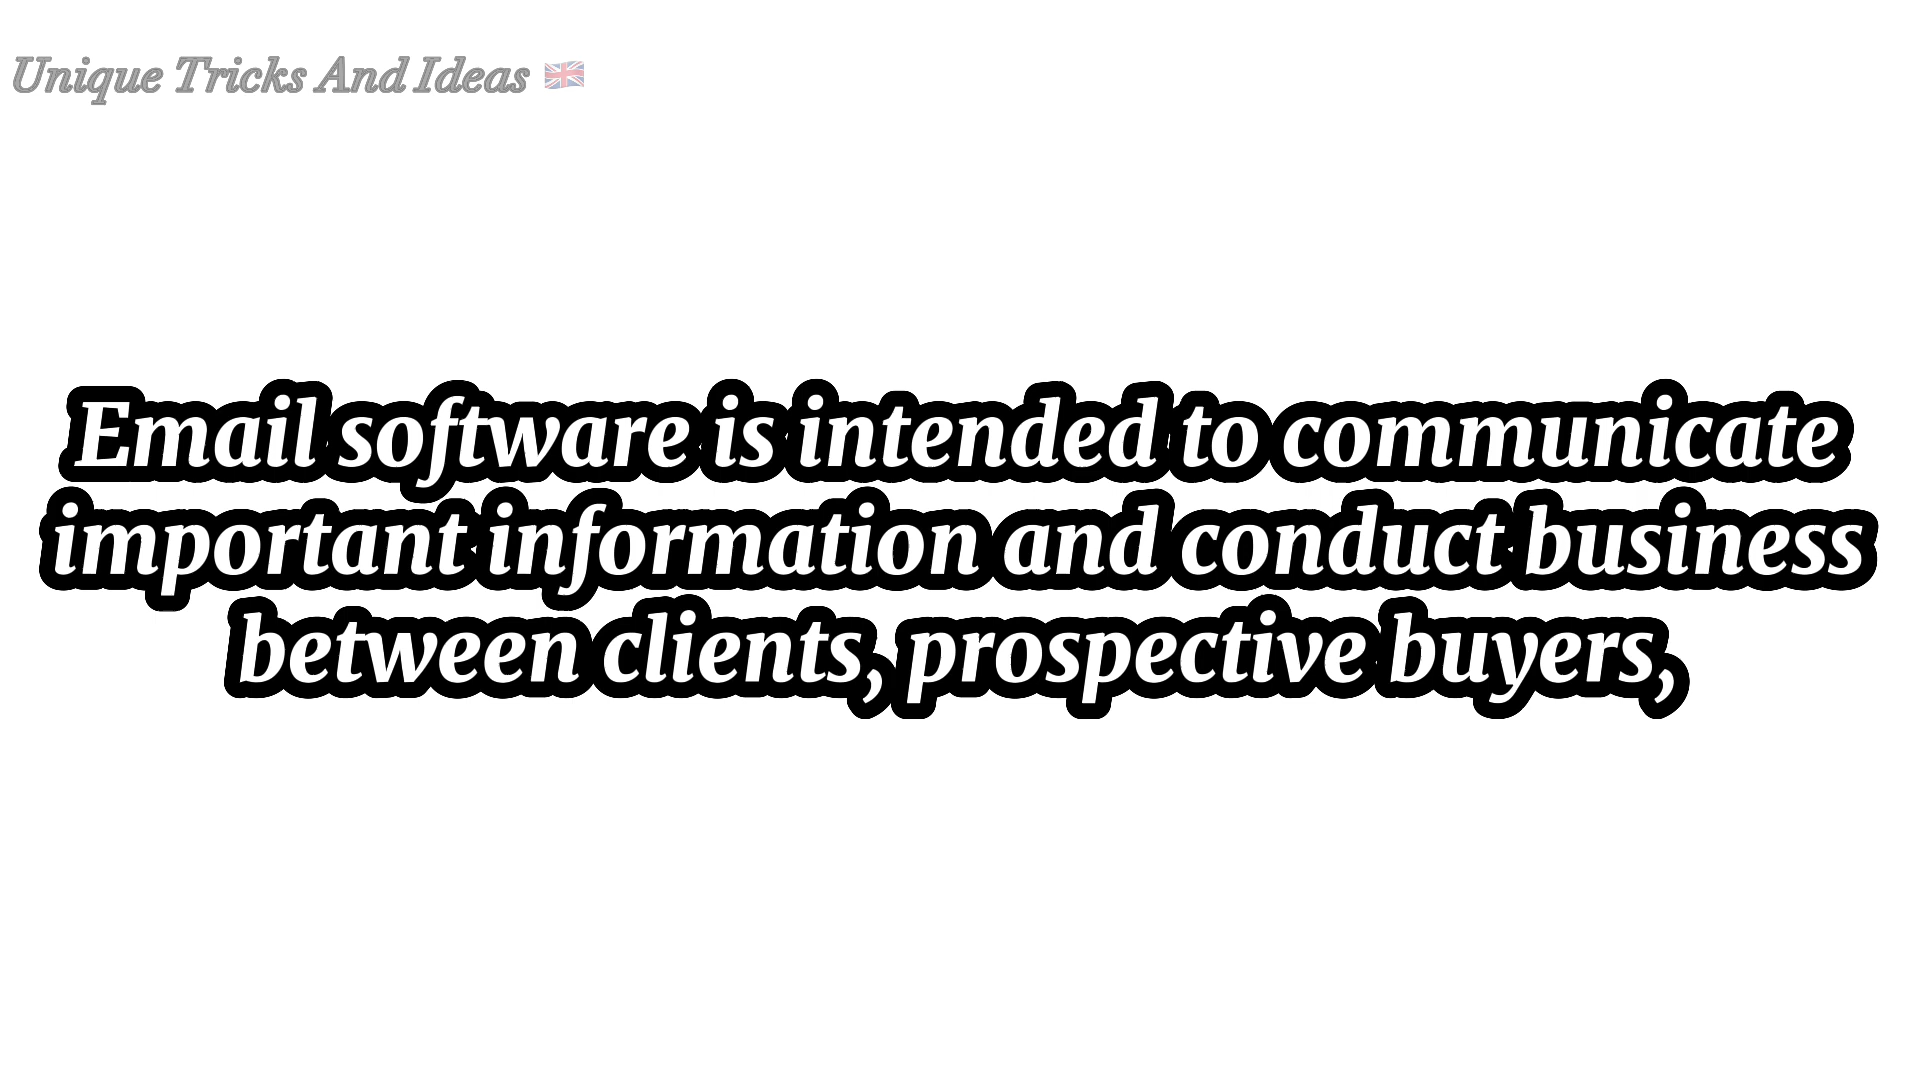 Unique Tricks And Ideas 🇬🇧
Email software is intended to communicate
important information and conduct business
between clients, prospective buyers,